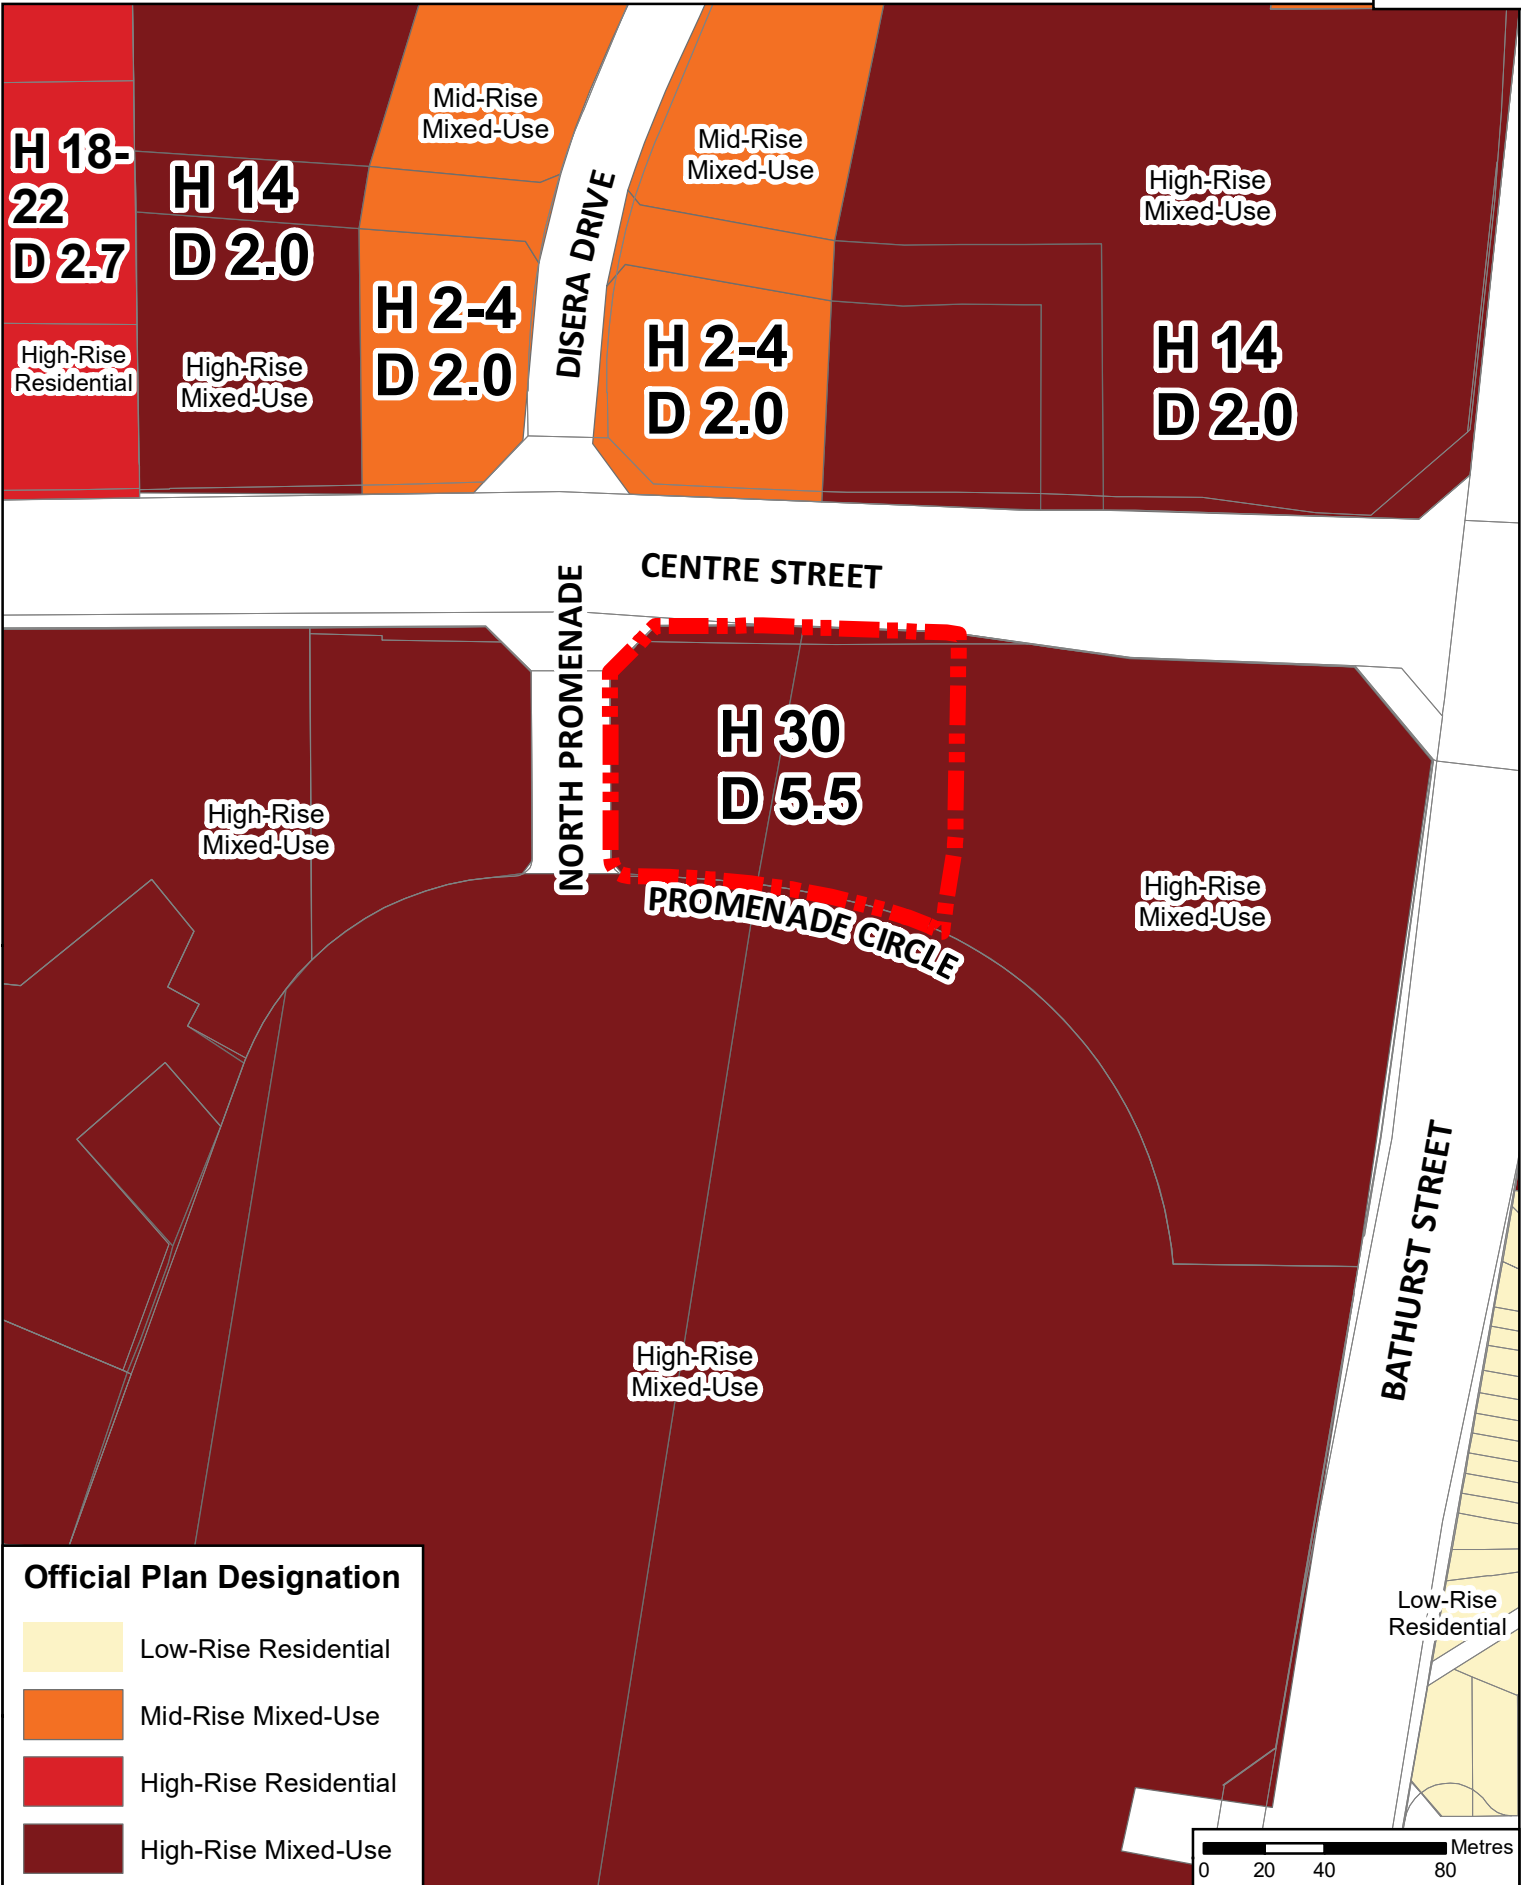 Mid-Rise
Mixed-Use
Mid-Rise
Mixed-Use
High-Rise
Mixed-Use
H 18-
22
D 2.7
H 14
D 2.0
H 2-4
D 2.0
DISERA DRIVE
H 2-4
D 2.0
H 14
D 2.0
High-Rise
Residential
High-Rise
Mixed-Use
CENTRE STREET
NORTH PROMENADE
H 30
D 5.5
High-Rise
Mixed-Use
High-Rise
Mixed-Use
PROMENADE CIRCLE
BATHURST STREET
High-Rise
Mixed-Use
Low-Rise
Residential
Official Plan Designation
Low-Rise Residential
Mid-Rise Mixed-Use
High-Rise Residential
High-Rise Mixed-Use
Metres
0 20 40 80